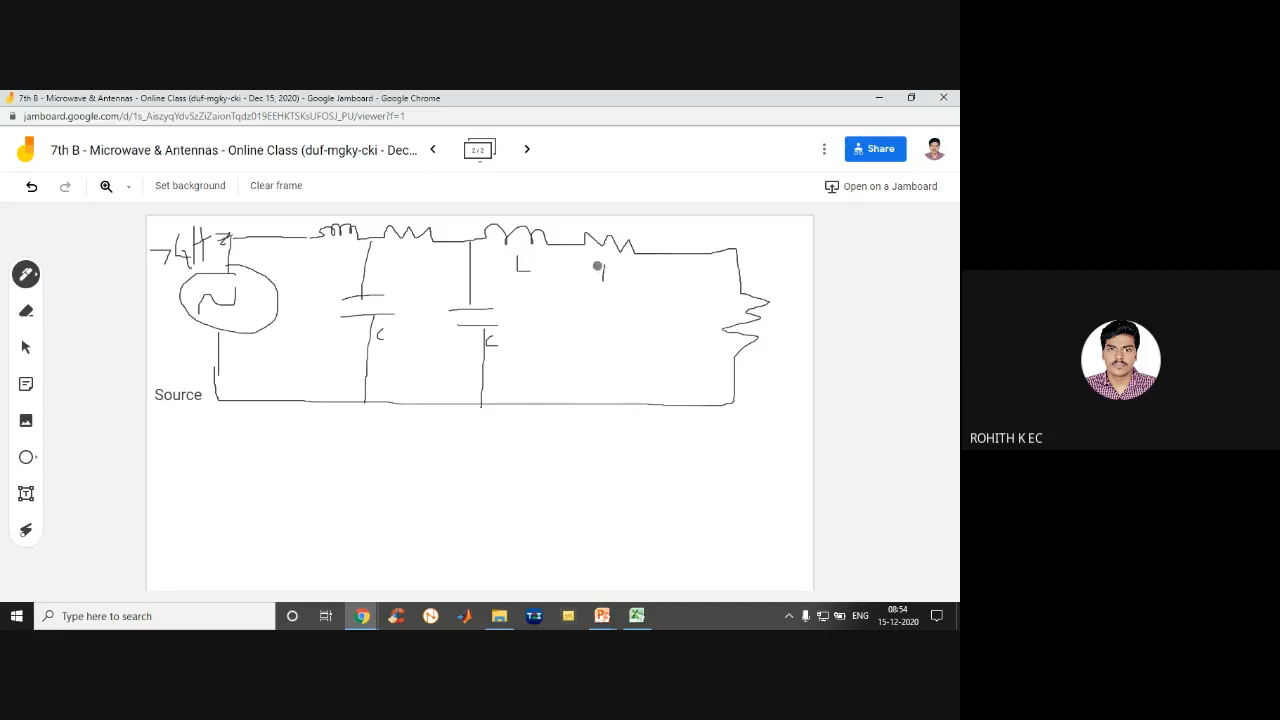 7th B - Microwave & Antennas - Online Class (duf-mgky-cki - Dec 15, 2020) - Google Jamboard - Google Chrome
jamboard.google.com/d/1s_AiszyqYdvSzZiZaionTqdz019EEHKTSKsUFOSJ_PU/viewer?f=1
7th B - Microwave & Antennas - Online Class (duf-mgky-cki - Dec...
2/2
Share
Set background
Clear frame
Open on a Jamboard
GHz
L
C
C
Source
ROHITH K EC
Type here to search
ENG
08:54
15-12-2020